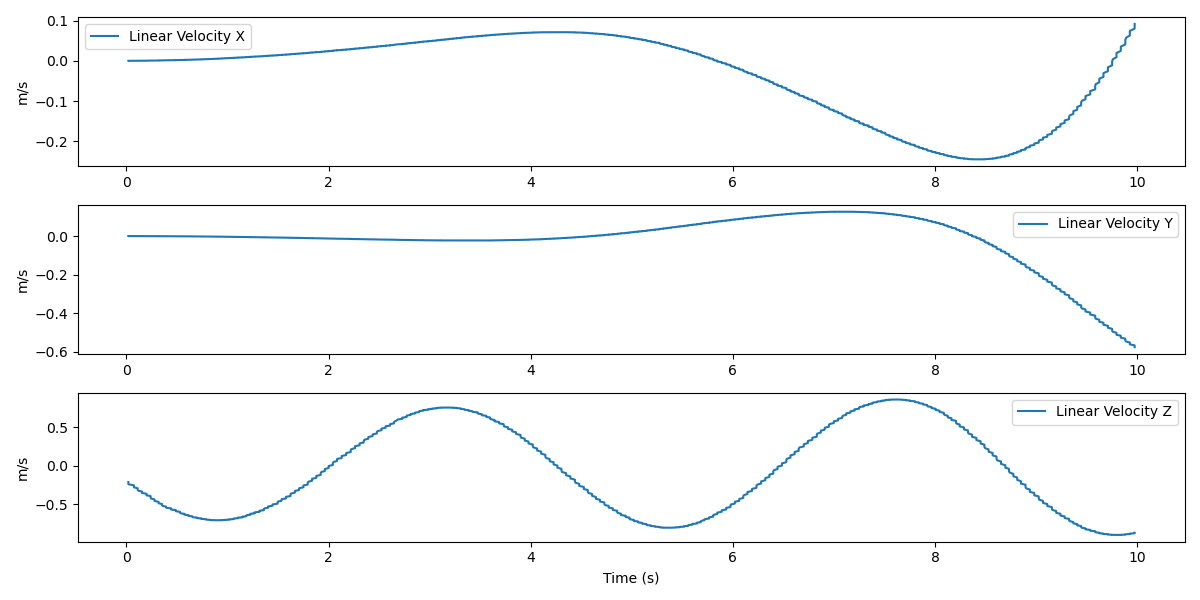 0.1
0.0
−0.1
−0.2
m/s
Linear Velocity X
0 2 4 6 8 10
0.0
−0.2
−0.4
−0.6
m/s
Linear Velocity Y
0 2 4 6 8 10
0.5
0.0
−0.5
m/s
Linear Velocity Z
0 2 4 6 8 10
Time (s)